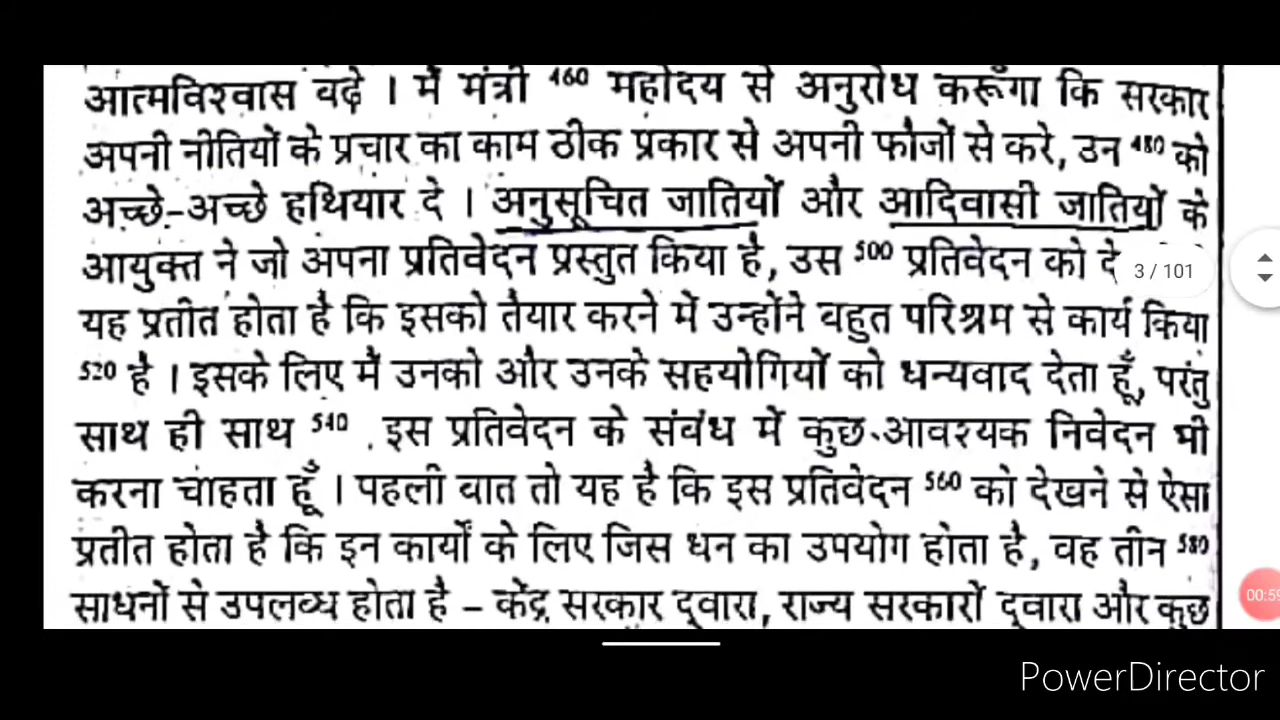 आत्मविश्वास बढ़े । मैं मंत्री 460 महोदय से अनुरोध करूँगा कि सरकार
अपनी नीतियों के प्रचार का काम ठीक प्रकार से अपनी फौजों से करे, उन 480 को
अच्छे-अच्छे हथियार दे । अनुसूचित जातियों और आदिवासी जातियों के
आयुक्त ने जो अपना प्रतिवेदन प्रस्तुत किया है, उस 500 प्रतिवेदन को
3 / 101
यह प्रतीत होता है कि इसको तैयार करने में उन्होंने बहुत परिश्रम से कार्य किया
520 है । इसके लिए मैं उनको और उनके सहयोगियों को धन्यवाद देता हूँ, परंतु
साथ ही साथ 540 इस प्रतिवेदन के संबंध में कुछ आवश्यक निवेदन भी
करना चाहता हूँ । पहली बात तो यह है कि इस प्रतिवेदन 560 को देखने से ऐसा
प्रतीत होता है कि इन कार्यों के लिए जिस धन का उपयोग होता है, वह तीन 580
साधनों से उपलब्ध होता है – केंद्र सरकार द्वारा, राज्य सरकारों द्वारा और कुछ
00:59
PowerDirector